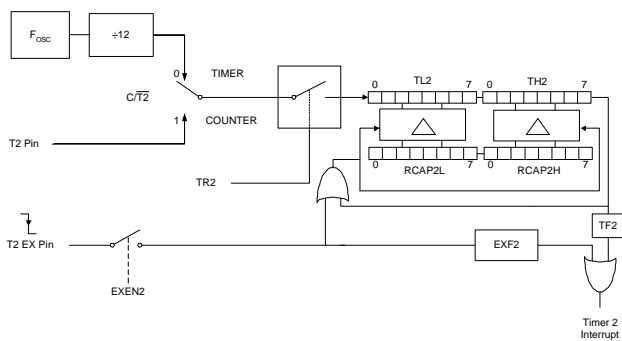 F_OSC
÷12
0
TIMER
C/T2
1
COUNTER
T2 Pin
TR2
0 TL2 7
0 TH2 7
0 7
RCAP2L
0 7
RCAP2H
TF2
T2 EX Pin
EXEN2
EXF2
Timer 2
Interrupt